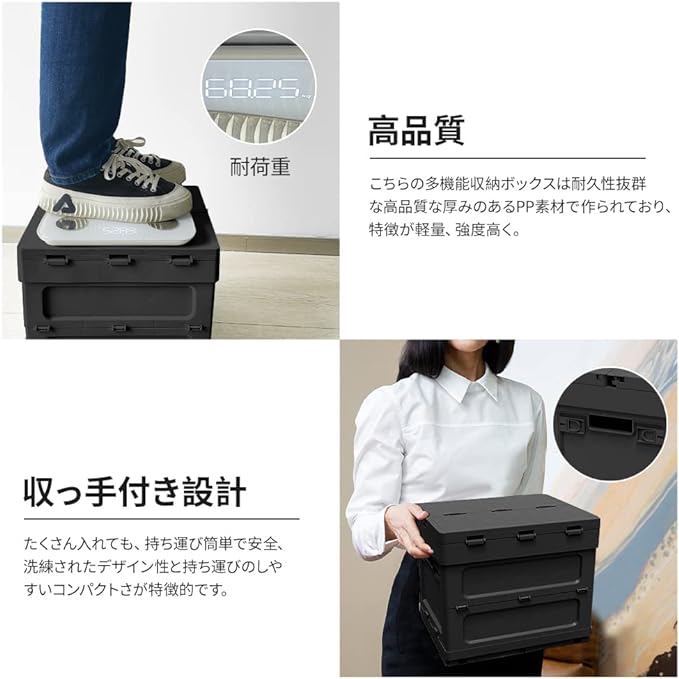 6825
耐荷重
高品質
こちらの多機能収納ボックスは耐久性抜群
な高品質な厚みのあるPP素材で作られており、
特徴が軽量、強度高く。
収っ手付き設計
たくさん入れても、持ち運び簡単で安全、
洗練されたデザイン性と持ち運びのしや
すいコンパクトさが特徴的です。